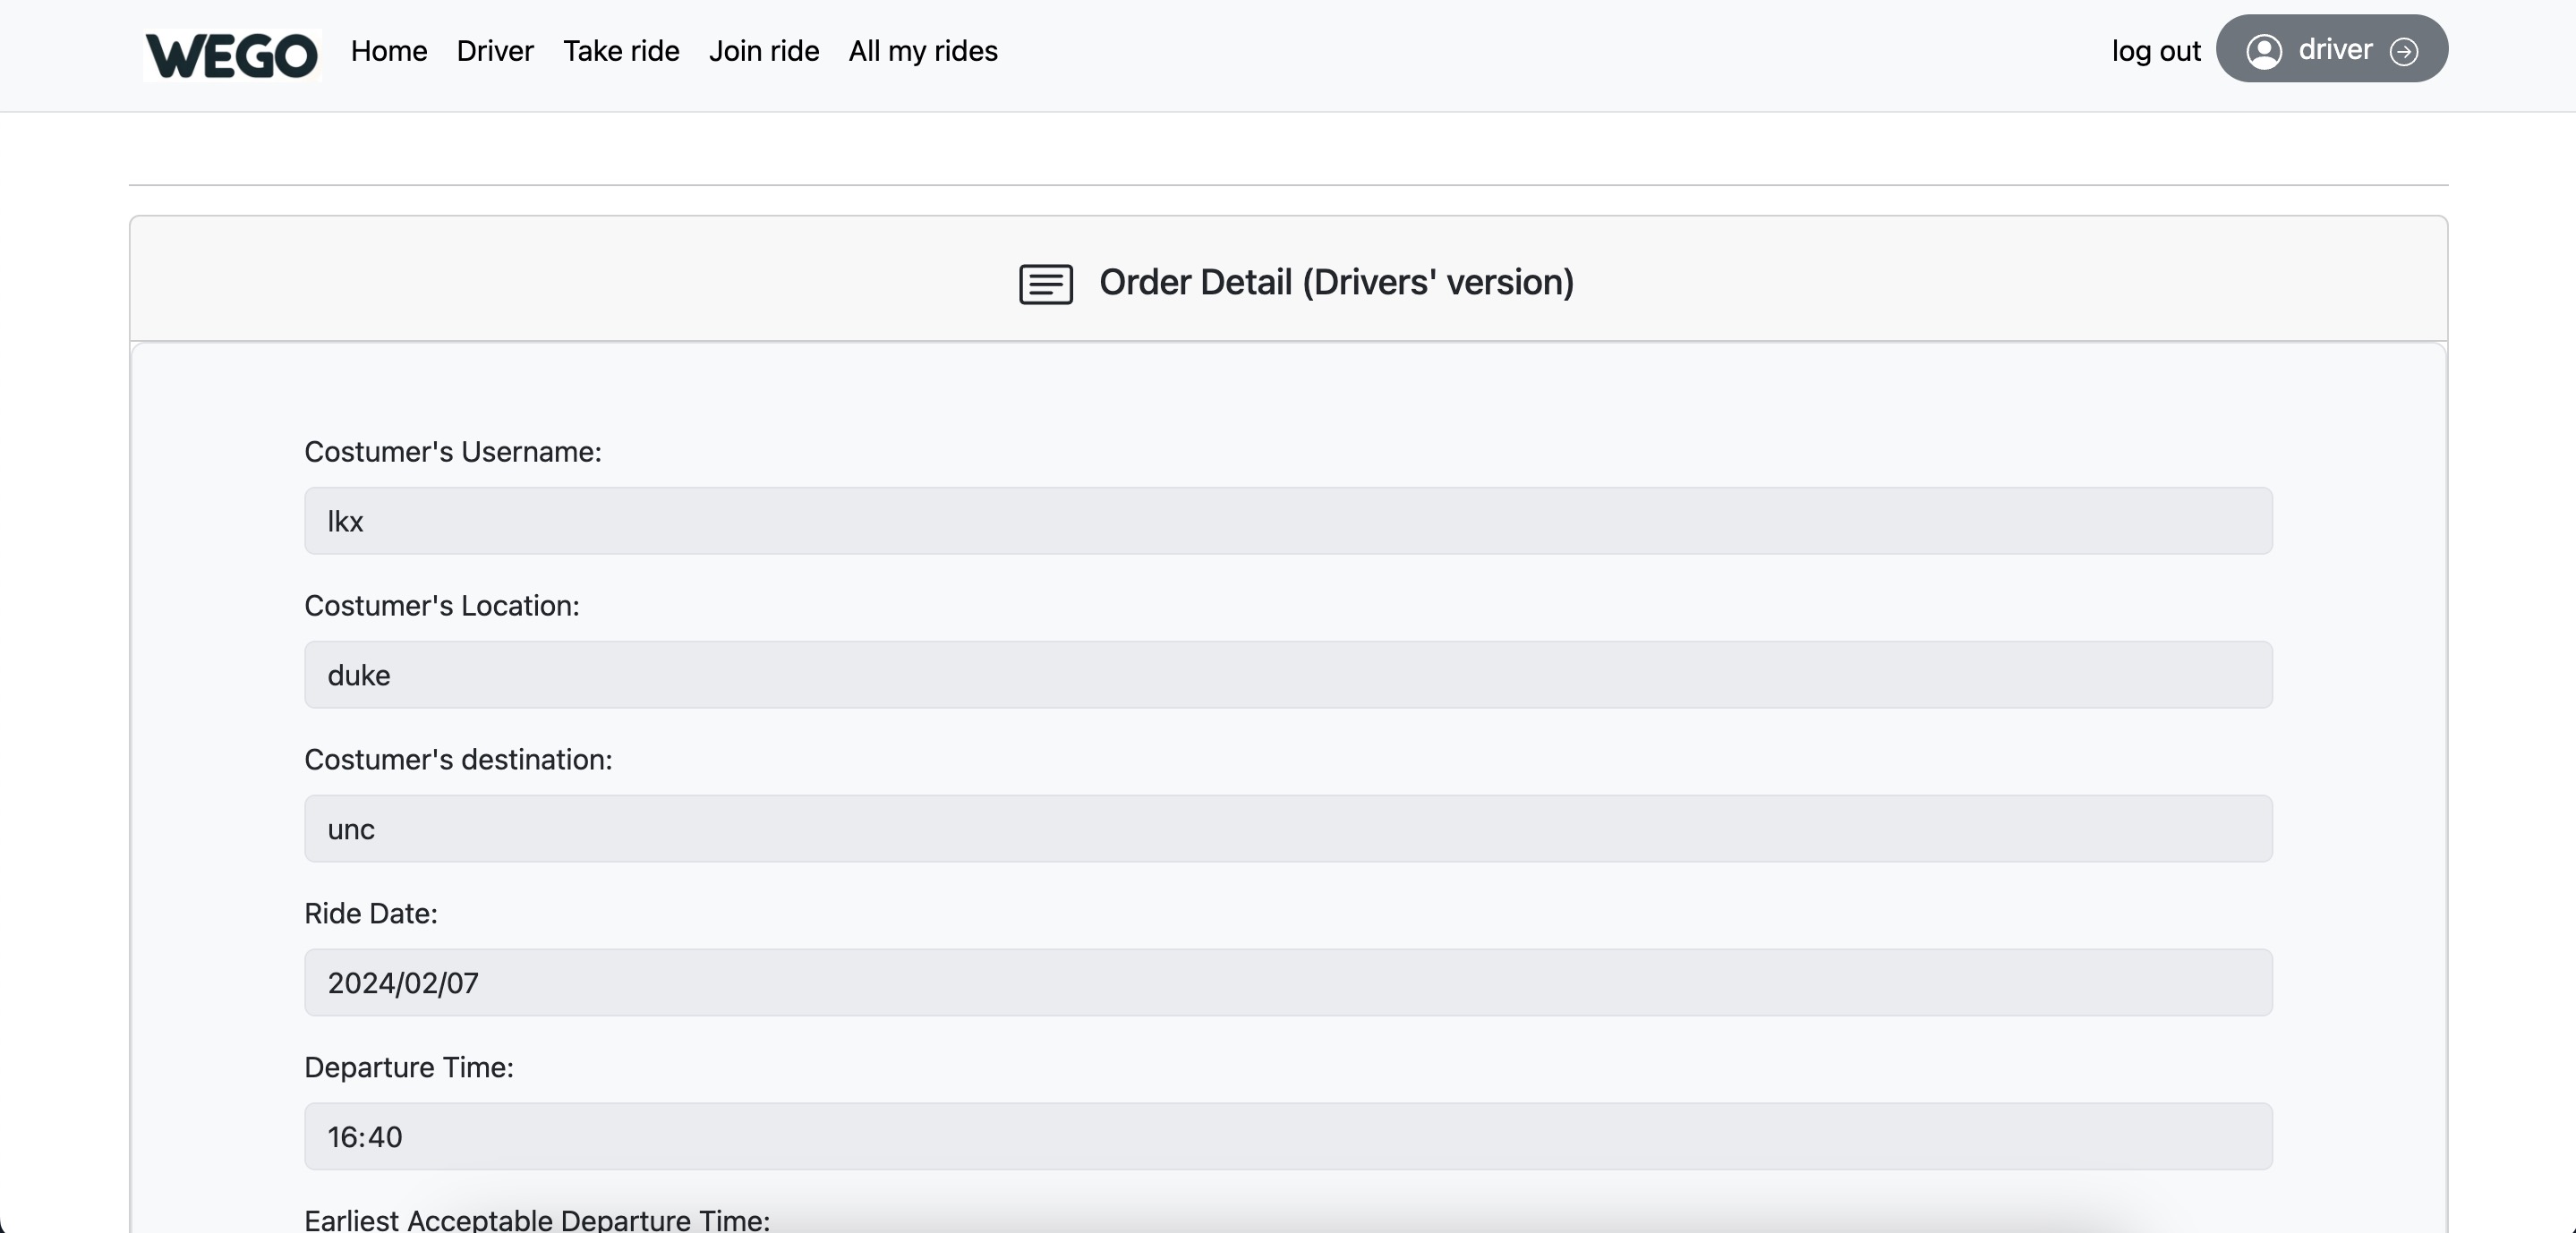 WEGO Home Driver Take ride Join ride All my rides log out driver
Order Detail (Drivers' version)
Costumer's Username:
lkx
Costumer's Location:
duke
Costumer's destination:
unc
Ride Date:
2024/02/07
Departure Time:
16:40
Earliest Acceptable Departure Time: